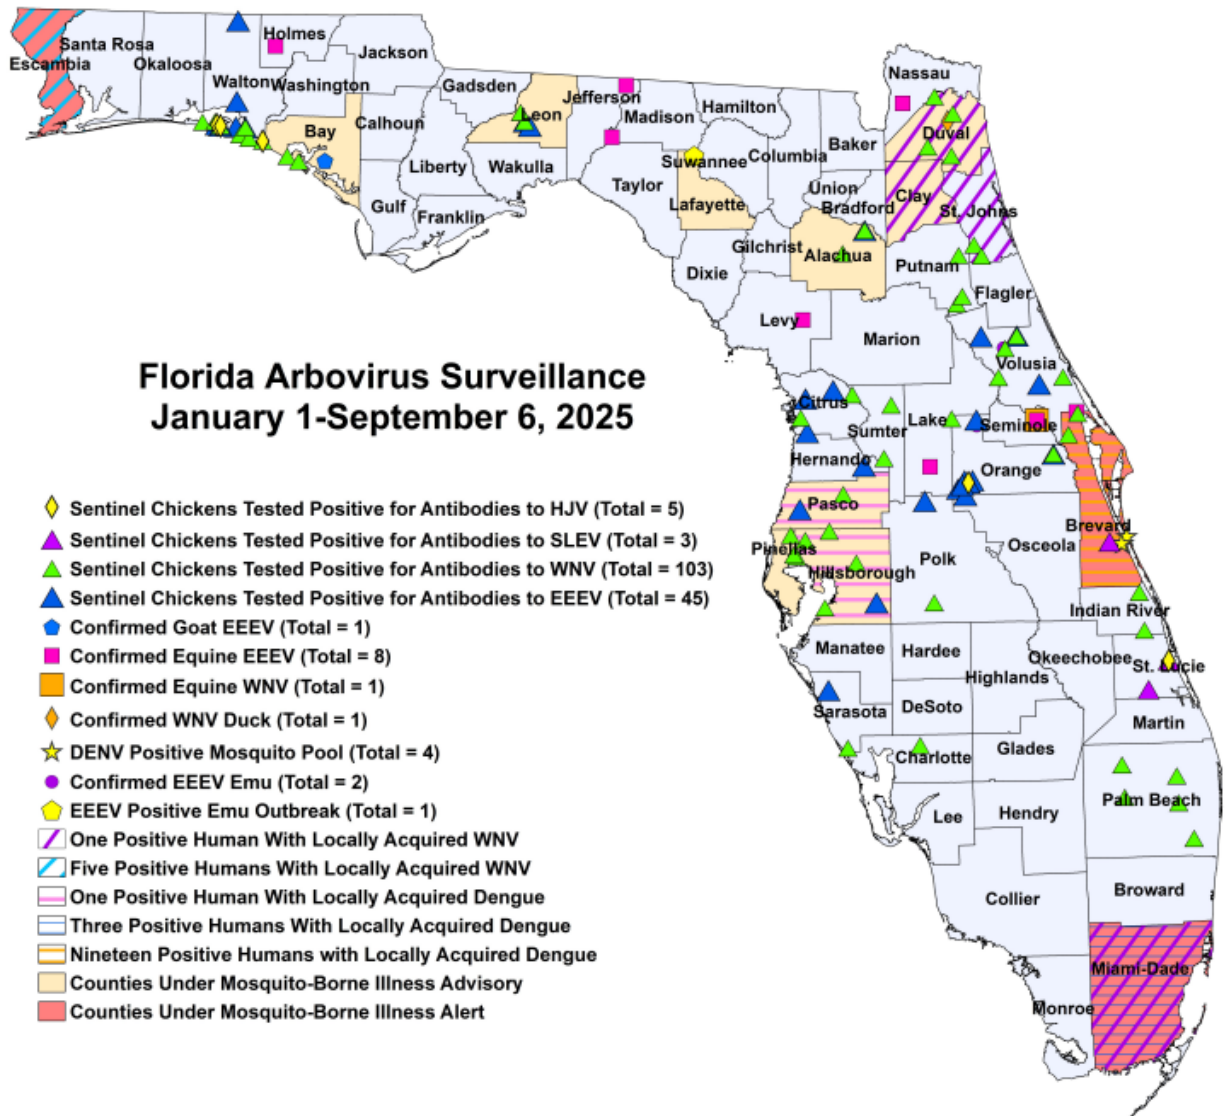 Nassau
Holmes
Santa Rosa
Jackson
Escambia
Okaloosa
Walton
Washington
Gadsden
Jefferson
Hamilton
Madison
Leon
Calhoun
Bay
Duval
Baker
Suwannee
Columbia
Liberty
Wakulla
Taylor
Union
Clay
Lafayette
Bradford
St. Johns
Gulf
Franklin
Gilchrist
Alachua
Putnam
Dixie
Flagler
Levy
Marion
Volusia
Florida Arbovirus Surveillance
January 1-September 6, 2025
Citrus
Lake
Seminole
Sumter
Hernando
Orange
Pasco
Brevard
Osceola
Pinellas
Polk
Hillsborough
Indian River
Manatee
Hardee
Okeechobee
St. Lucie
Highlands
Sarasota
DeSoto
Martin
Glades
Charlotte
Palm Beach
Lee
Hendry
Broward
Collier
Miami-Dade
Monroe
Sentinel Chickens Tested Positive for Antibodies to HJV (Total = 5)
Sentinel Chickens Tested Positive for Antibodies to SLEV (Total = 3)
Sentinel Chickens Tested Positive for Antibodies to WNV (Total = 103)
Sentinel Chickens Tested Positive for Antibodies to EEEV (Total = 45)
Confirmed Goat EEEV (Total = 1)
Confirmed Equine EEEV (Total = 8)
Confirmed Equine WNV (Total = 1)
Confirmed WNV Duck (Total = 1)
DENV Positive Mosquito Pool (Total = 4)
Confirmed EEEV Emu (Total = 2)
EEEV Positive Emu Outbreak (Total = 1)
One Positive Human With Locally Acquired WNV
Five Positive Humans With Locally Acquired WNV
One Positive Human With Locally Acquired Dengue
Three Positive Humans With Locally Acquired Dengue
Nineteen Positive Humans with Locally Acquired Dengue
Counties Under Mosquito-Borne Illness Advisory
Counties Under Mosquito-Borne Illness Alert